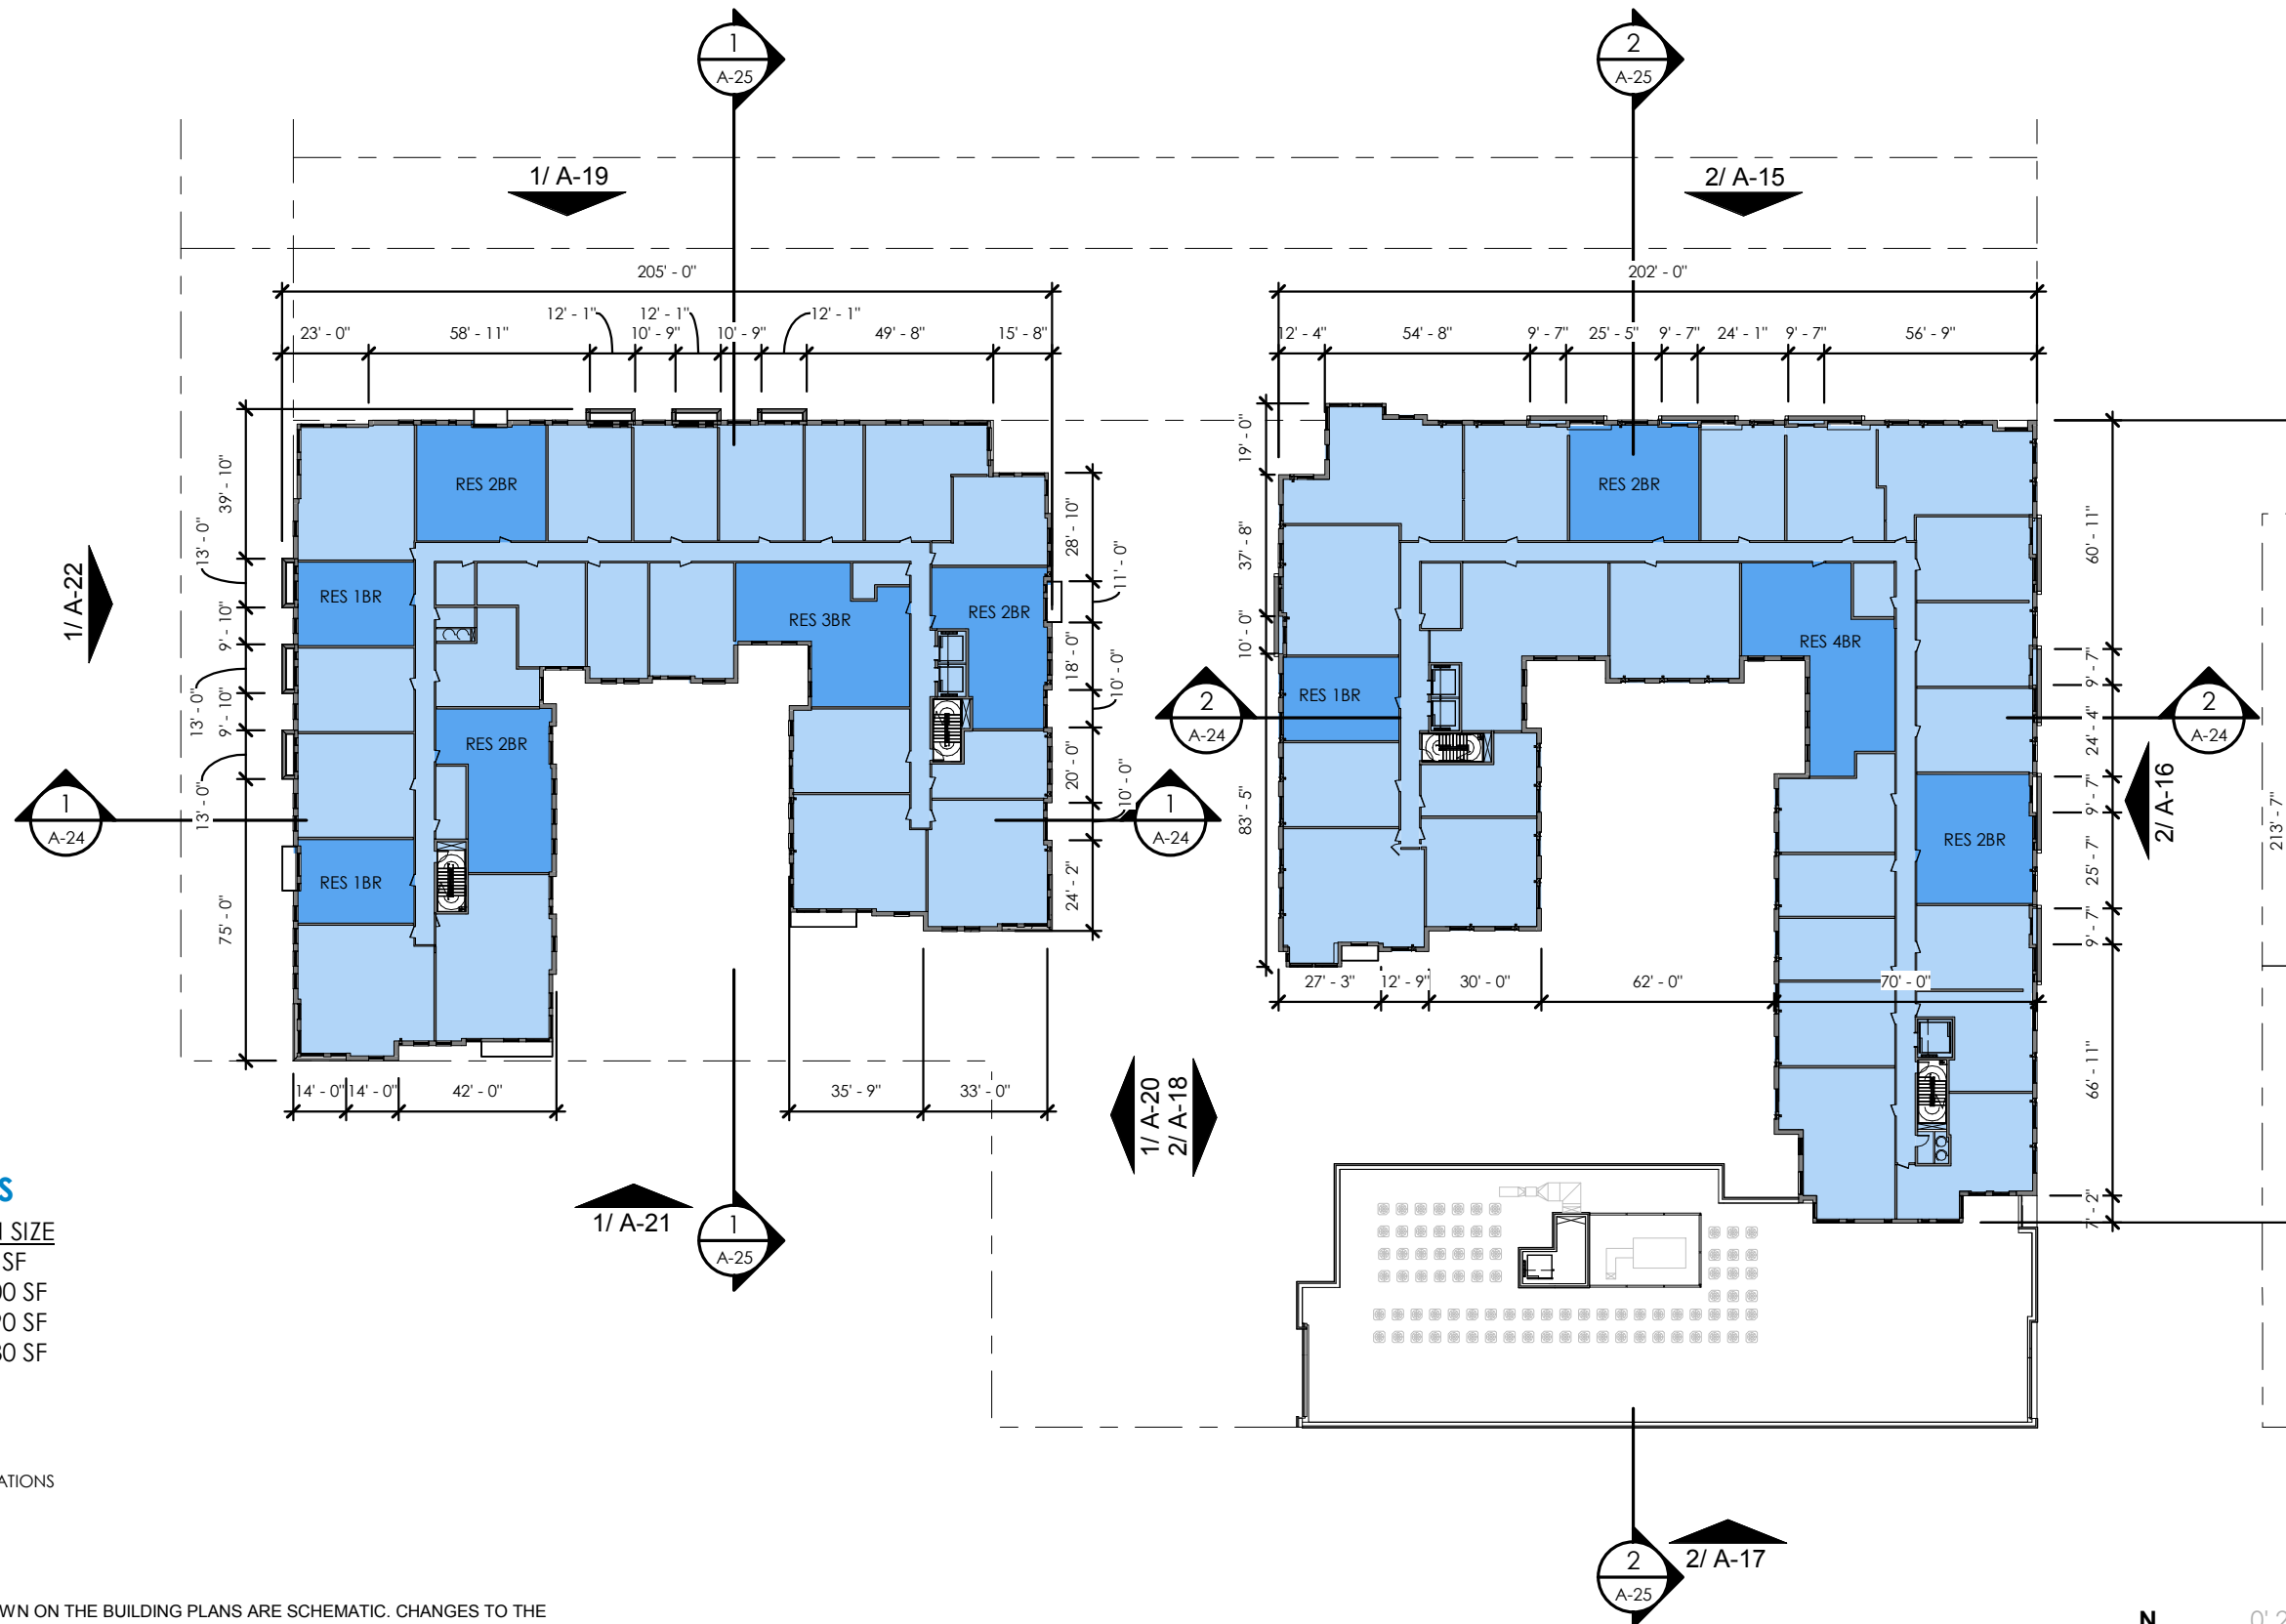 1
A-25
2
A-25
1/ A-19
2/ A-15
205' - 0"
202' - 0"
12' - 1"
12' - 1"
12' - 1"
23' - 0"
58' - 11"
10' - 9"
10' - 9"
49' - 8"
15' - 8"
12' - 4"
54' - 8"
9' - 7"
25' - 5"
9' - 7"
24' - 1"
9' - 7"
56' - 9"
39' - 10"
13' - 0"
9' - 10"
13' - 0"
9' - 10"
13' - 0"
75' - 0"
1/ A-22
RES 2BR
RES 1BR
RES 3BR
RES 2BR
RES 2BR
RES 1BR
28' - 10"
11' - 0"
18' - 0"
10' - 0"
20' - 0"
10' - 0"
24' - 2"
1
A-24
1
A-24
19' - 0"
37' - 8"
10' - 0"
83' - 5"
RES 2BR
RES 4BR
RES 1BR
RES 2BR
2
A-24
2
A-24
60' - 11"
9' - 7"
24' - 4"
9' - 7"
25' - 7"
9' - 7"
66' - 11"
7' - 2"
2/ A-16
213' - 7"
27' - 3"
12' - 9"
30' - 0"
62' - 0"
70' - 0"
14' - 0"
14' - 0"
42' - 0"
35' - 9"
33' - 0"
1/ A-20
2/ A-18
1/ A-21
1
A-25
S
SIZE
SF
0 SF
0 SF
0 SF
ATIONS
2/ A-17
2
A-25
WN ON THE BUILDING PLANS ARE SCHEMATIC. CHANGES TO THE
N
0' 2